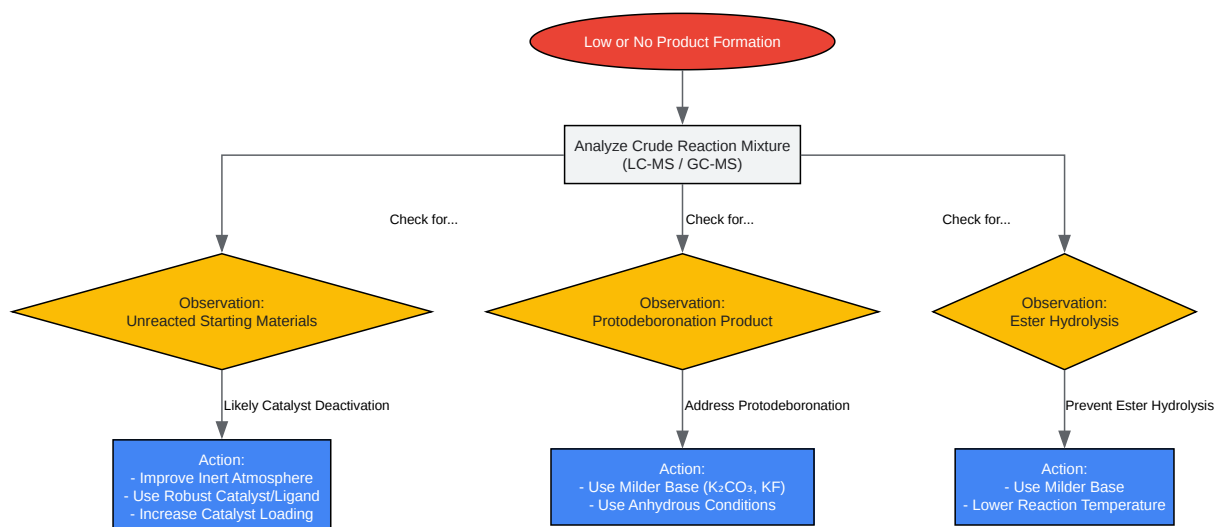 Low or No Product Formation
Analyze Crude Reaction Mixture
(LC-MS / GC-MS)
Check for...
Check for...
Check for...
Observation:
Unreacted Starting Materials
Observation:
Protodeboronation Product
Observation:
Ester Hydrolysis
Likely Catalyst Deactivation
Address Protodeboronation
Prevent Ester Hydrolysis
Action:
- Improve Inert Atmosphere
- Use Robust Catalyst/Ligand
- Increase Catalyst Loading
Action:
- Use Milder Base (K₂CO₃, KF)
- Use Anhydrous Conditions
Action:
- Use Milder Base
- Lower Reaction Temperature